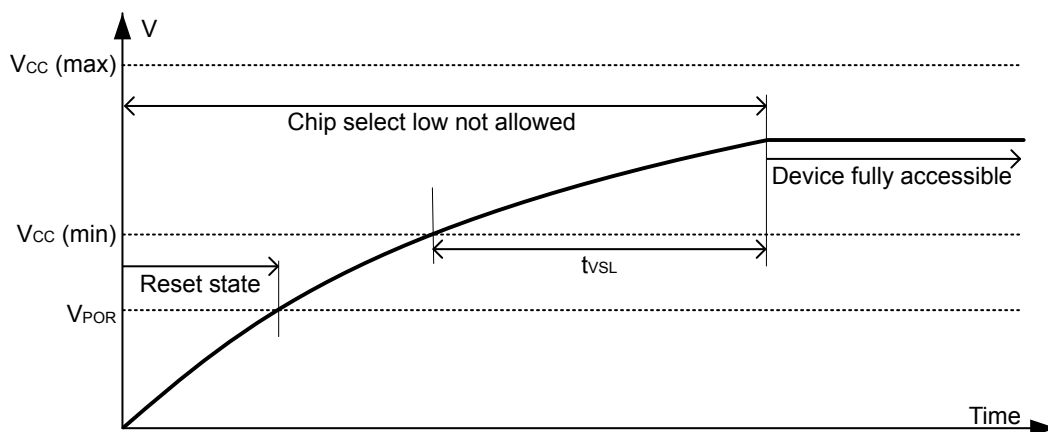 V
VCC (max)
Chip select low not allowed
Device fully accessible
VCC (min)
tVSL
Reset state
VPOR
Time